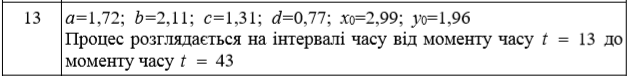 13
a=1,72; b=2,11; c=1,31; d=0,77; x₀=2,99; y₀=1,96
Процес розглядається на інтервалі часу від моменту часу t = 13 до
моменту часу t = 43